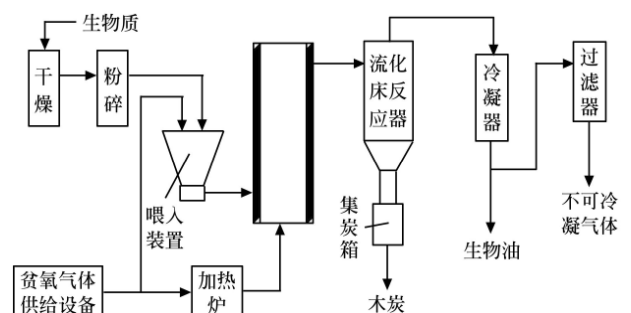 生物质
干
燥
粉
碎
喂入
装置
贫氧气体
供给设备
加热
炉
流化
床反
应器
集
炭
箱
木炭
冷
凝
器
生物油
过
滤
器
不可冷
凝气体